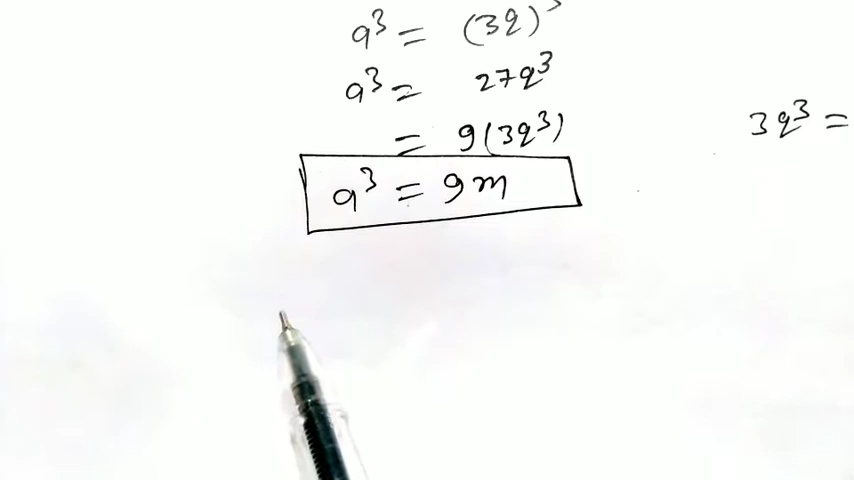 a³ = (3q)³
a³ = 27q³
= 9(3q³)
3q³ =
a³ = 9m